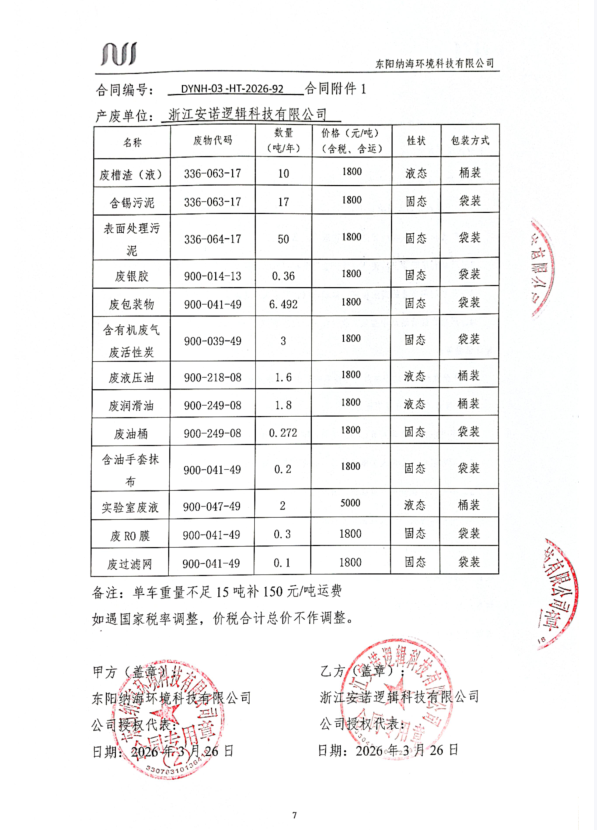 东阳纳海环境科技有限公司
合同编号： DYNH-03 -HT-2026-92 合同附件 1
产废单位：浙江安诺逻辑科技有限公司
名称 废物代码 数量（吨/年） 价格（元/吨）（含税、含运） 性状 包装方式
废槽渣（液） 336-063-17 10 1800 液态 桶装
含锡污泥 336-063-17 17 1800 固态 袋装
表面处理污泥 336-064-17 50 1800 固态 袋装
废银胶 900-014-13 0.36 1800 固态 袋装
废包装物 900-041-49 6.492 1800 固态 袋装
含有机废气废活性炭 900-039-49 3 1800 固态 袋装
废液压油 900-218-08 1.6 1800 液态 桶装
废润滑油 900-249-08 1.8 1800 液态 桶装
废油桶 900-249-08 0.272 1800 固态 袋装
含油手套抹布 900-041-49 0.2 1800 固态 袋装
实验室废液 900-047-49 2 5000 液态 桶装
废 RO 膜 900-041-49 0.3 1800 固态 袋装
废过滤网 900-041-49 0.1 1800 固态 袋装
备注：单车重量不足 15 吨补 150 元/吨运费
如遇国家税率调整，价税合计总价不作调整。
甲方（盖章）： 乙方（盖章）：
东阳纳海环境科技有限公司 浙江安诺逻辑科技有限公司
公司授权代表： 公司授权代表：
日期：2026 年 3 月 26 日 日期：2026 年 3 月 26 日
合同专用章
(2)
7